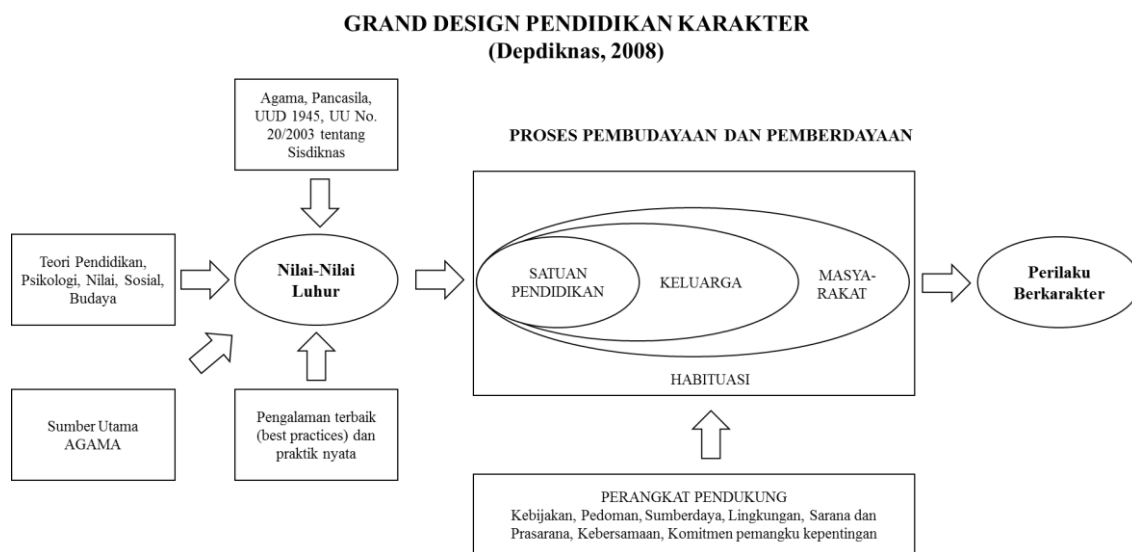 GRAND DESIGN PENDIDIKAN KARAKTER
(Depdiknas, 2008)
Agama, Pancasila,
UUD 1945, UU No.
20/2003 tentang
Sisdiknas
PROSES PEMBUDAYAAN DAN PEMBERDAYAAN
Teori Pendidikan,
Psikologi, Nilai, Sosial,
Budaya
Nilai-Nilai
Luhur
SATUAN
PENDIDIKAN
KELUARGA
MASYA-
RAKAT
Perilaku
Berkarakter
HABITUASI
Sumber Utama
AGAMA
Pengalaman terbaik
(best practices) dan
praktik nyata
PERANGKAT PENDUKUNG
Kebijakan, Pedoman, Sumberdaya, Lingkungan, Sarana dan
Prasarana, Kebersamaan, Komitmen pemangku kepentingan